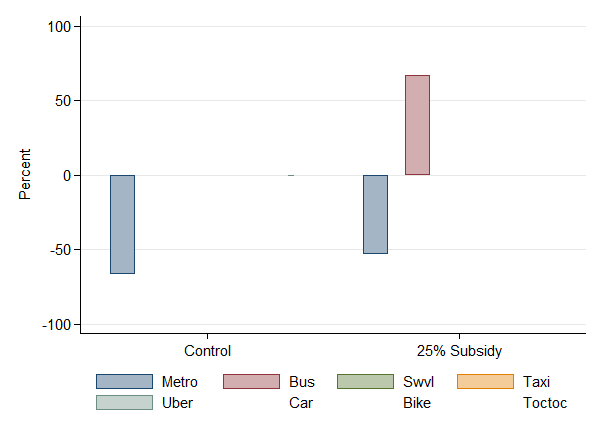 100
50
0
-50
-100
Percent
Control 25% Subsidy
Metro Bus Swvl Taxi
Uber Car Bike Toctoc